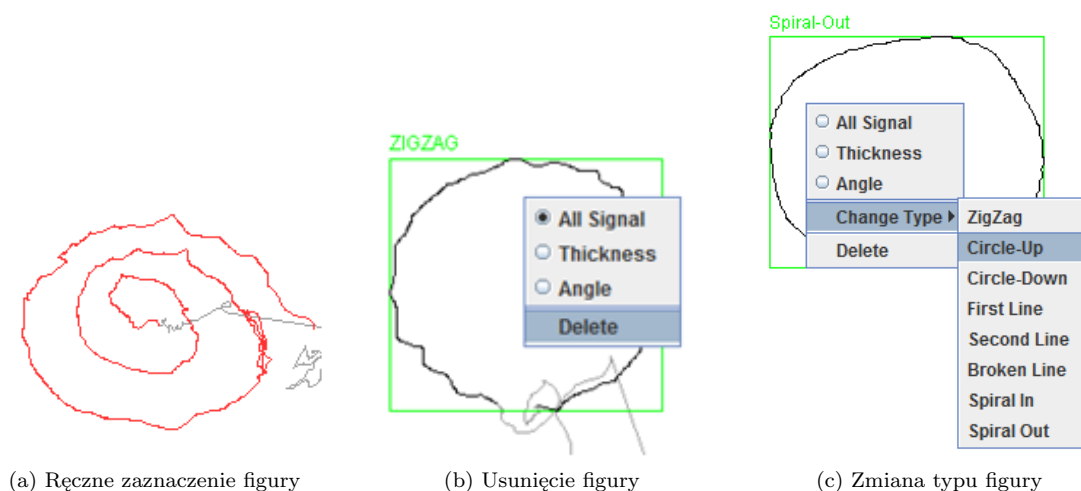 Spiral-Out
All Signal
Thickness
Angle
Change Type
Delete
ZigZag
Circle-Up
Circle-Down
First Line
Second Line
Broken Line
Spiral In
Spiral Out
ZIGZAG
All Signal
Thickness
Angle
Delete
(a) Ręczne zaznaczenie figury
(b) Usunięcie figury
(c) Zmiana typu figury